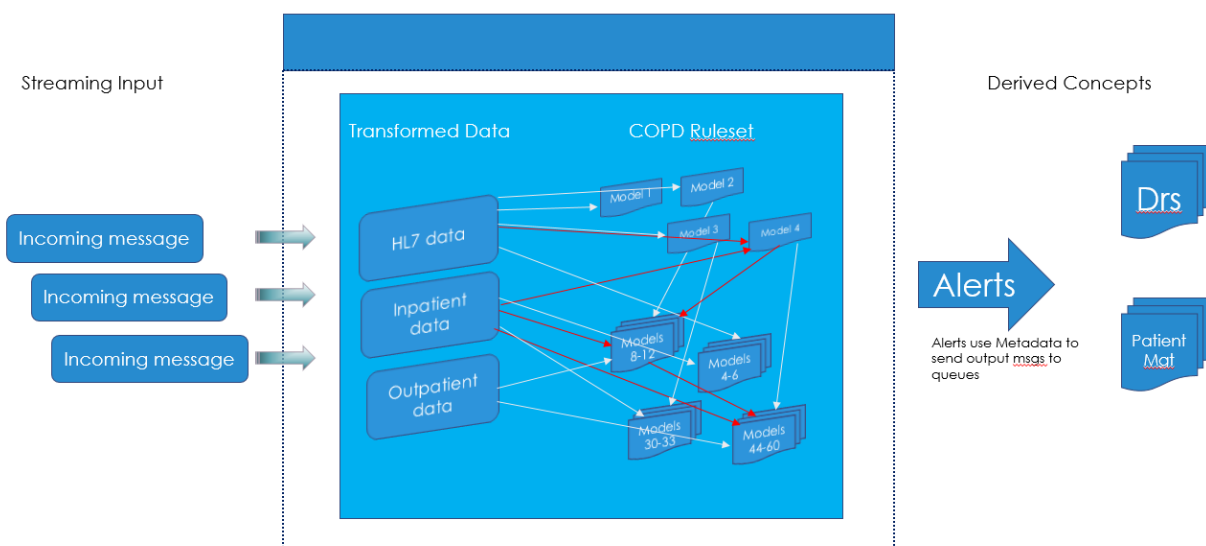 Streaming Input
Derived Concepts
Transformed Data
COPD Ruleset
Incoming message
Incoming message
Incoming message
HL7 data
Inpatient
data
Outpatient
data
Model 1
Model 2
Model 3
Model 4
Models
8-12
Models
4-6
Models
30-33
Models
44-60
Alerts
Alerts use Metadata to
send output msgs to
queues
Drs
Patient
Mgt